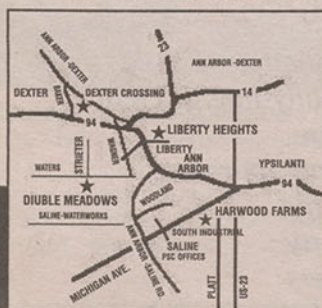 23
ANN ARBOR-DEXTER
ANN ARBOR-DEXTER
DEXTER
BAKER
DEXTER CROSSING
14
94
LIBERTY HEIGHTS
WAGNER
LIBERTY
STRIETER
ANN
ARBOR
YPSILANTI
WATERS
94
DIUBLE MEADOWS
WOODLAND
SALINE-WATERWORKS
HARWOOD FARMS
SOUTH INDUSTRIAL
SALINE
PSC OFFICES
ANN ARBOR-SALINE RD.
MICHIGAN AVE.
PLATT
US-23